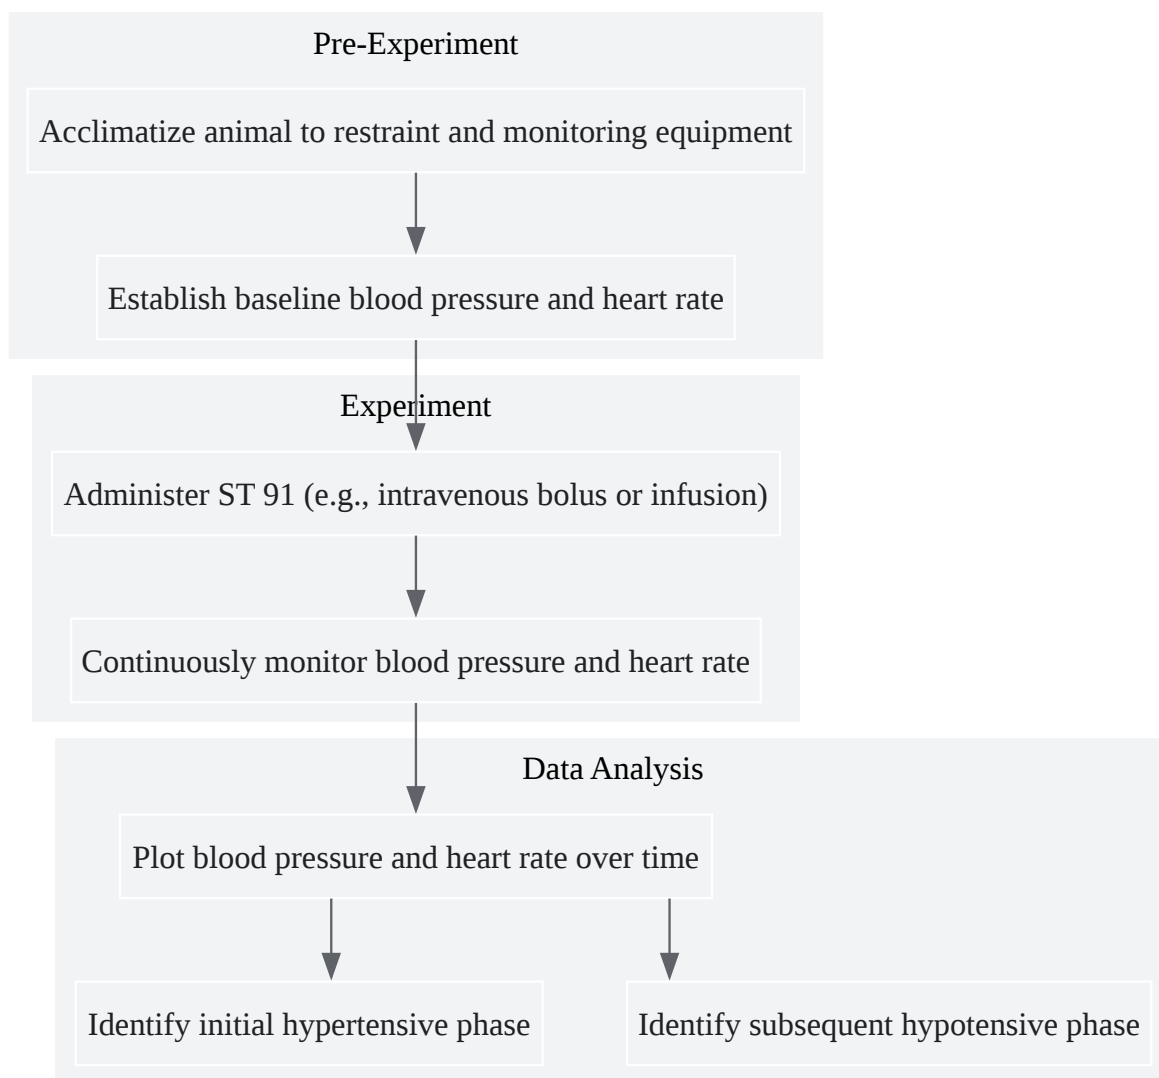 Pre-Experiment
Acclimatize animal to restraint and monitoring equipment
Establish baseline blood pressure and heart rate
Experiment
Administer ST 91 (e.g., intravenous bolus or infusion)
Continuously monitor blood pressure and heart rate
Data Analysis
Plot blood pressure and heart rate over time
Identify initial hypertensive phase
Identify subsequent hypotensive phase